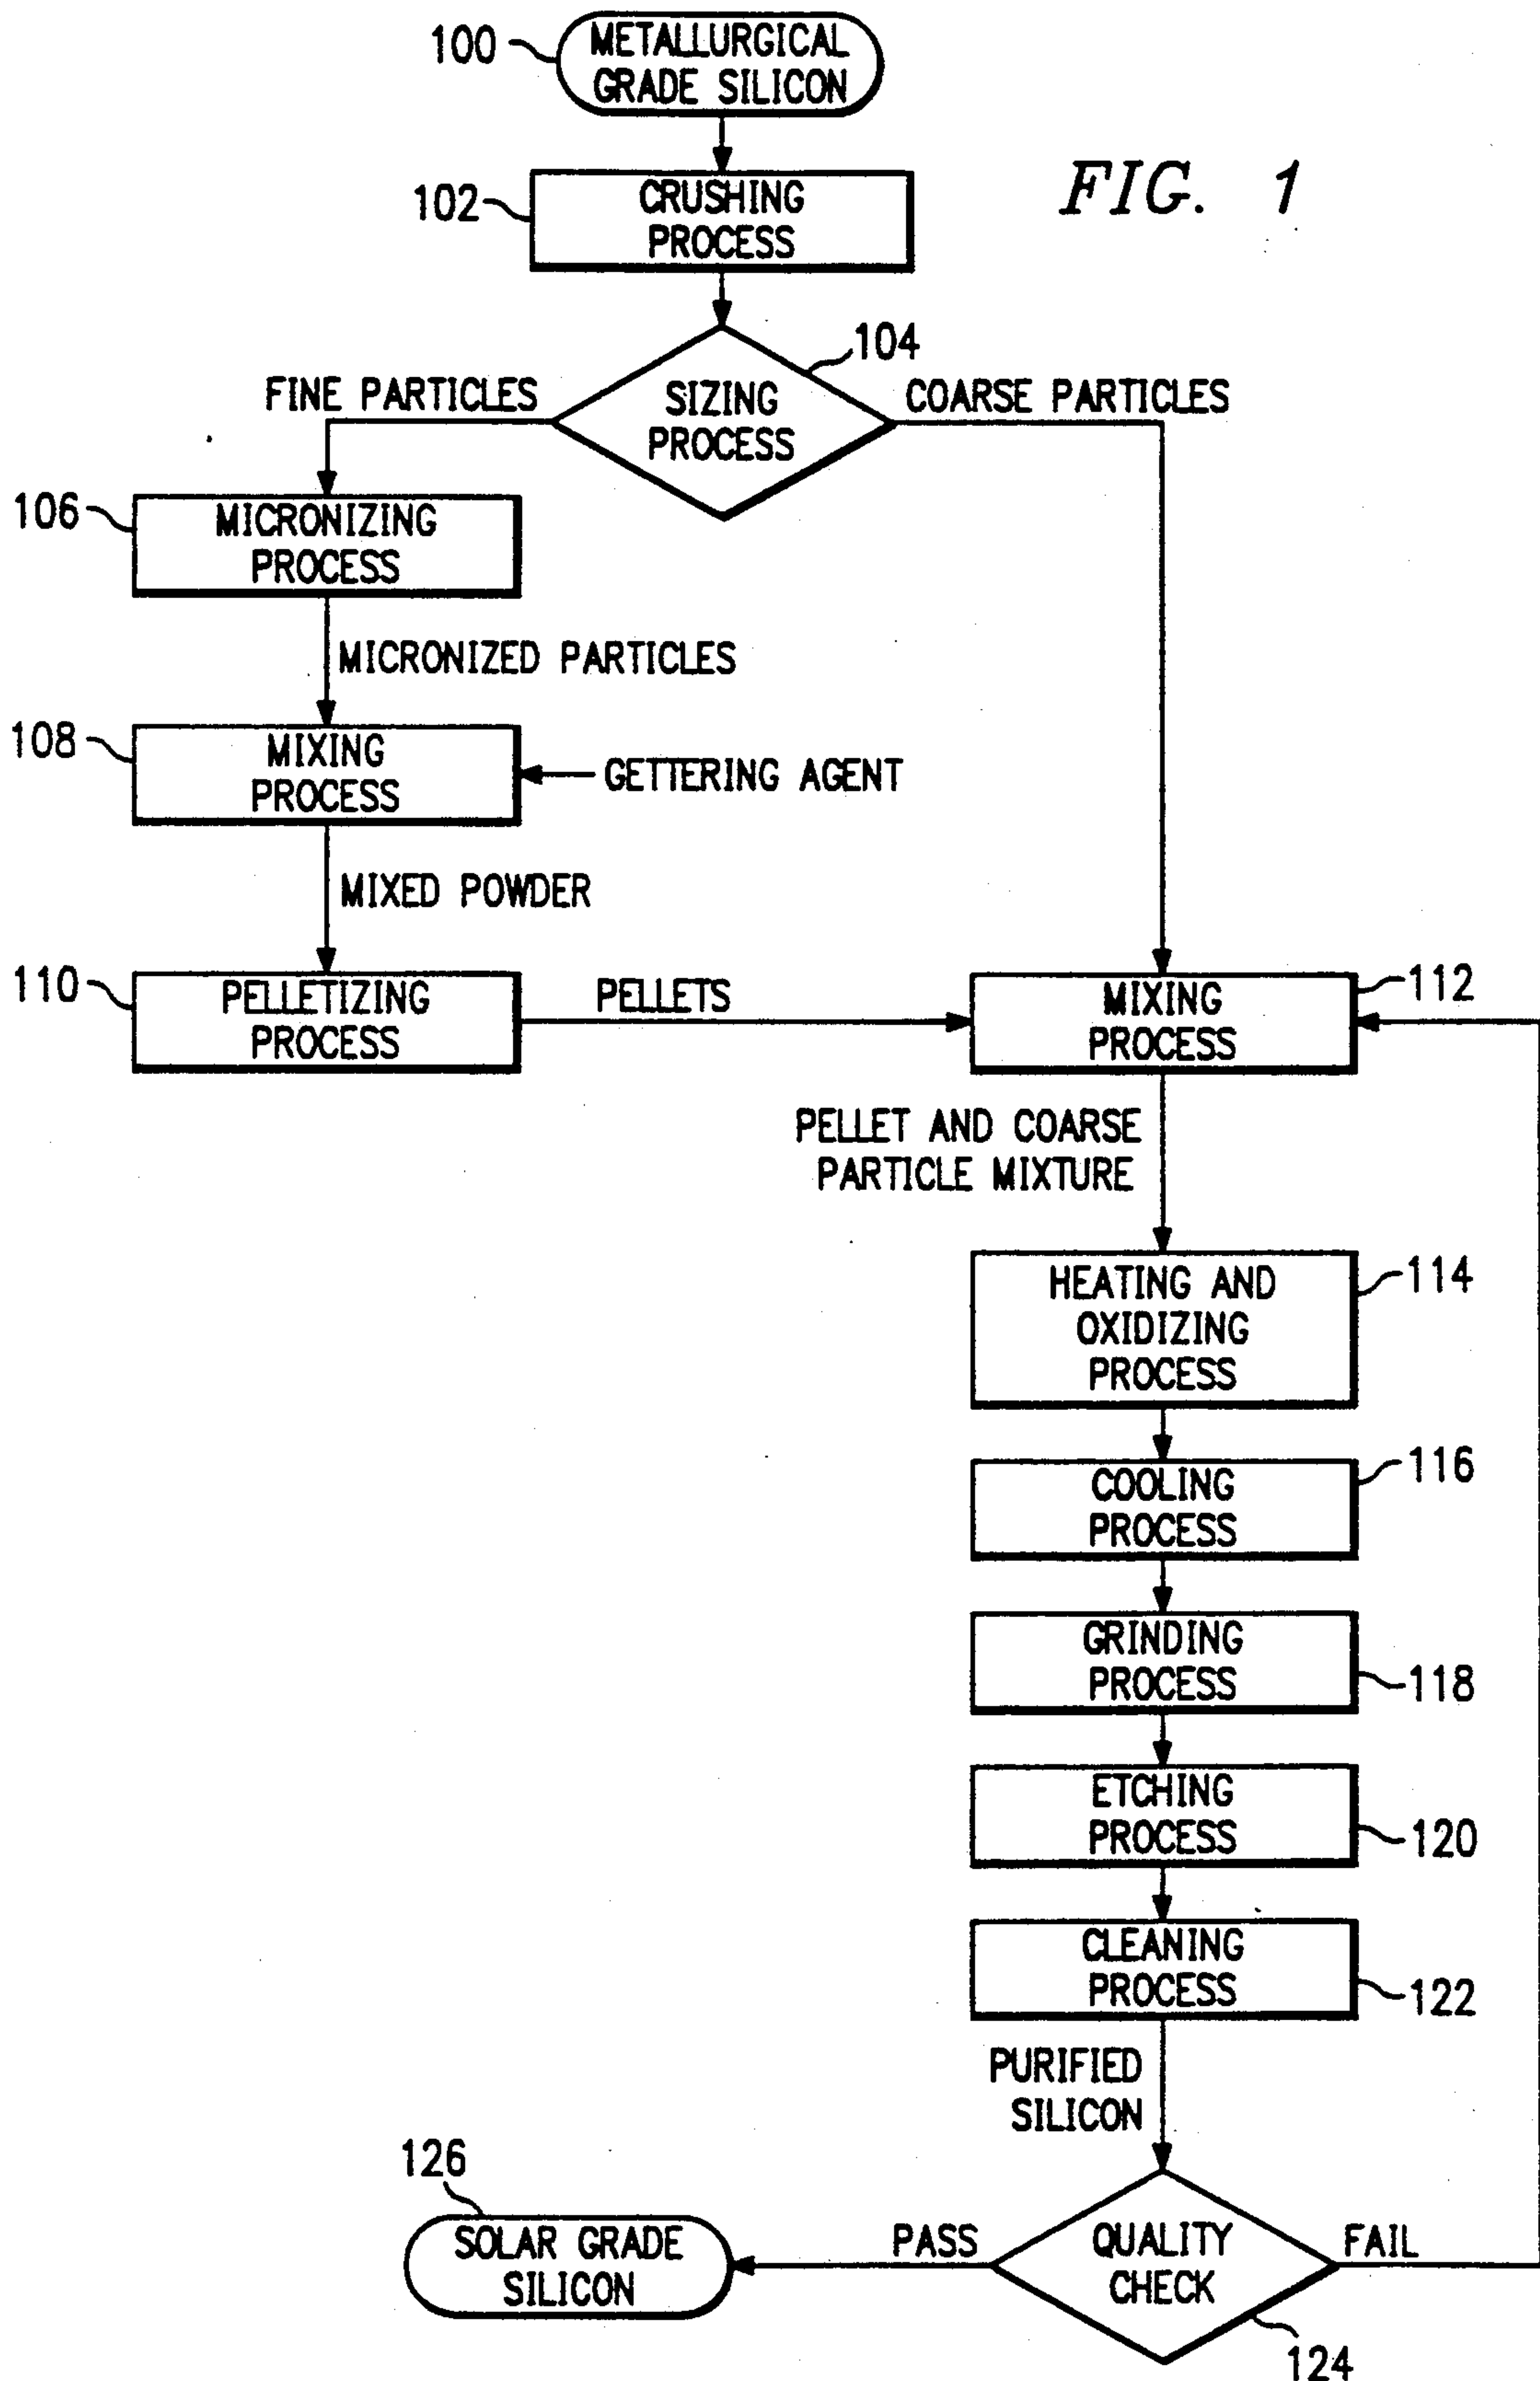 100
METALLURGICAL
GRADE SILICON
FIG. 1
102
CRUSHING
PROCESS
104
FINE PARTICLES
SIZING
PROCESS
COARSE PARTICLES
106
MICRONIZING
PROCESS
MICRONIZED PARTICLES
108
MIXING
PROCESS
GETTERING AGENT
MIXED POWDER
110
PELLETIZING
PROCESS
PELLETS
MIXING
PROCESS
112
PELLET AND COARSE
PARTICLE MIXTURE
HEATING AND
OXIDIZING
PROCESS
114
COOLING
PROCESS
116
GRINDING
PROCESS
118
ETCHING
PROCESS
120
CLEANING
PROCESS
122
PURIFIED
SILICON
126
SOLAR GRADE
SILICON
PASS
QUALITY
CHECK
FAIL
124